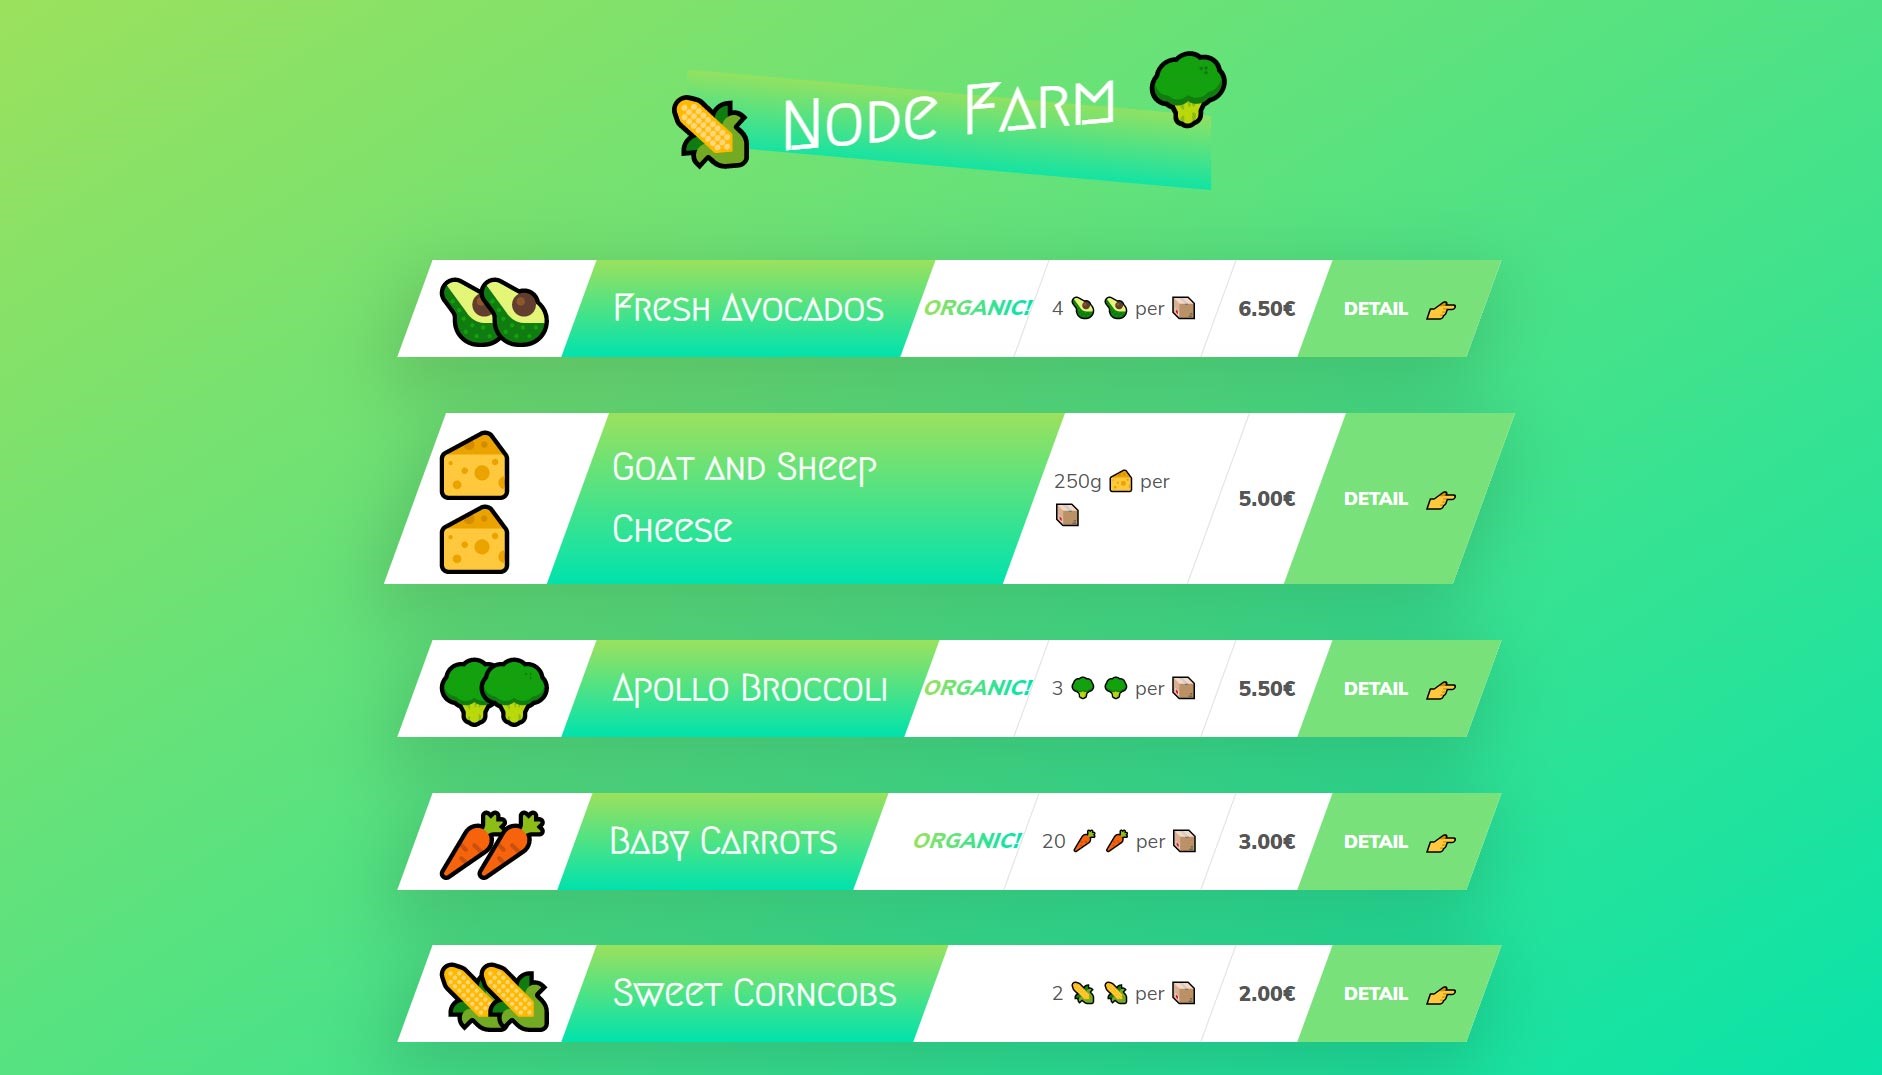 Node Farm
Fresh Avocados
ORGANIC!
4 🥑 🥑 per 📦
6.50€
DETAIL 👉
Goat and Sheep
Cheese
250g 🧀 per
📦
5.00€
DETAIL 👉
Apollo Broccoli
ORGANIC!
3 🥦 🥦 per 📦
5.50€
DETAIL 👉
Baby Carrots
ORGANIC!
20 🥕 🥕 per 📦
3.00€
DETAIL 👉
Sweet Corncobs
2 🌽 🌽 per 📦
2.00€
DETAIL 👉